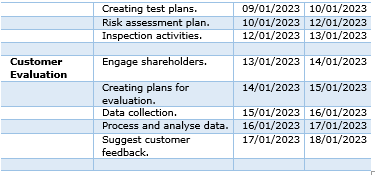 Creating test plans. 09/01/2023 10/01/2023
Risk assessment plan. 10/01/2023 12/01/2023
Inspection activities. 12/01/2023 13/01/2023
Customer Engage shareholders. 13/01/2023 14/01/2023
Evaluation
Creating plans for 14/01/2023 15/01/2023
evaluation.
Data collection. 15/01/2023 16/01/2023
Process and analyse data. 16/01/2023 17/01/2023
Suggest customer 17/01/2023 18/01/2023
feedback.